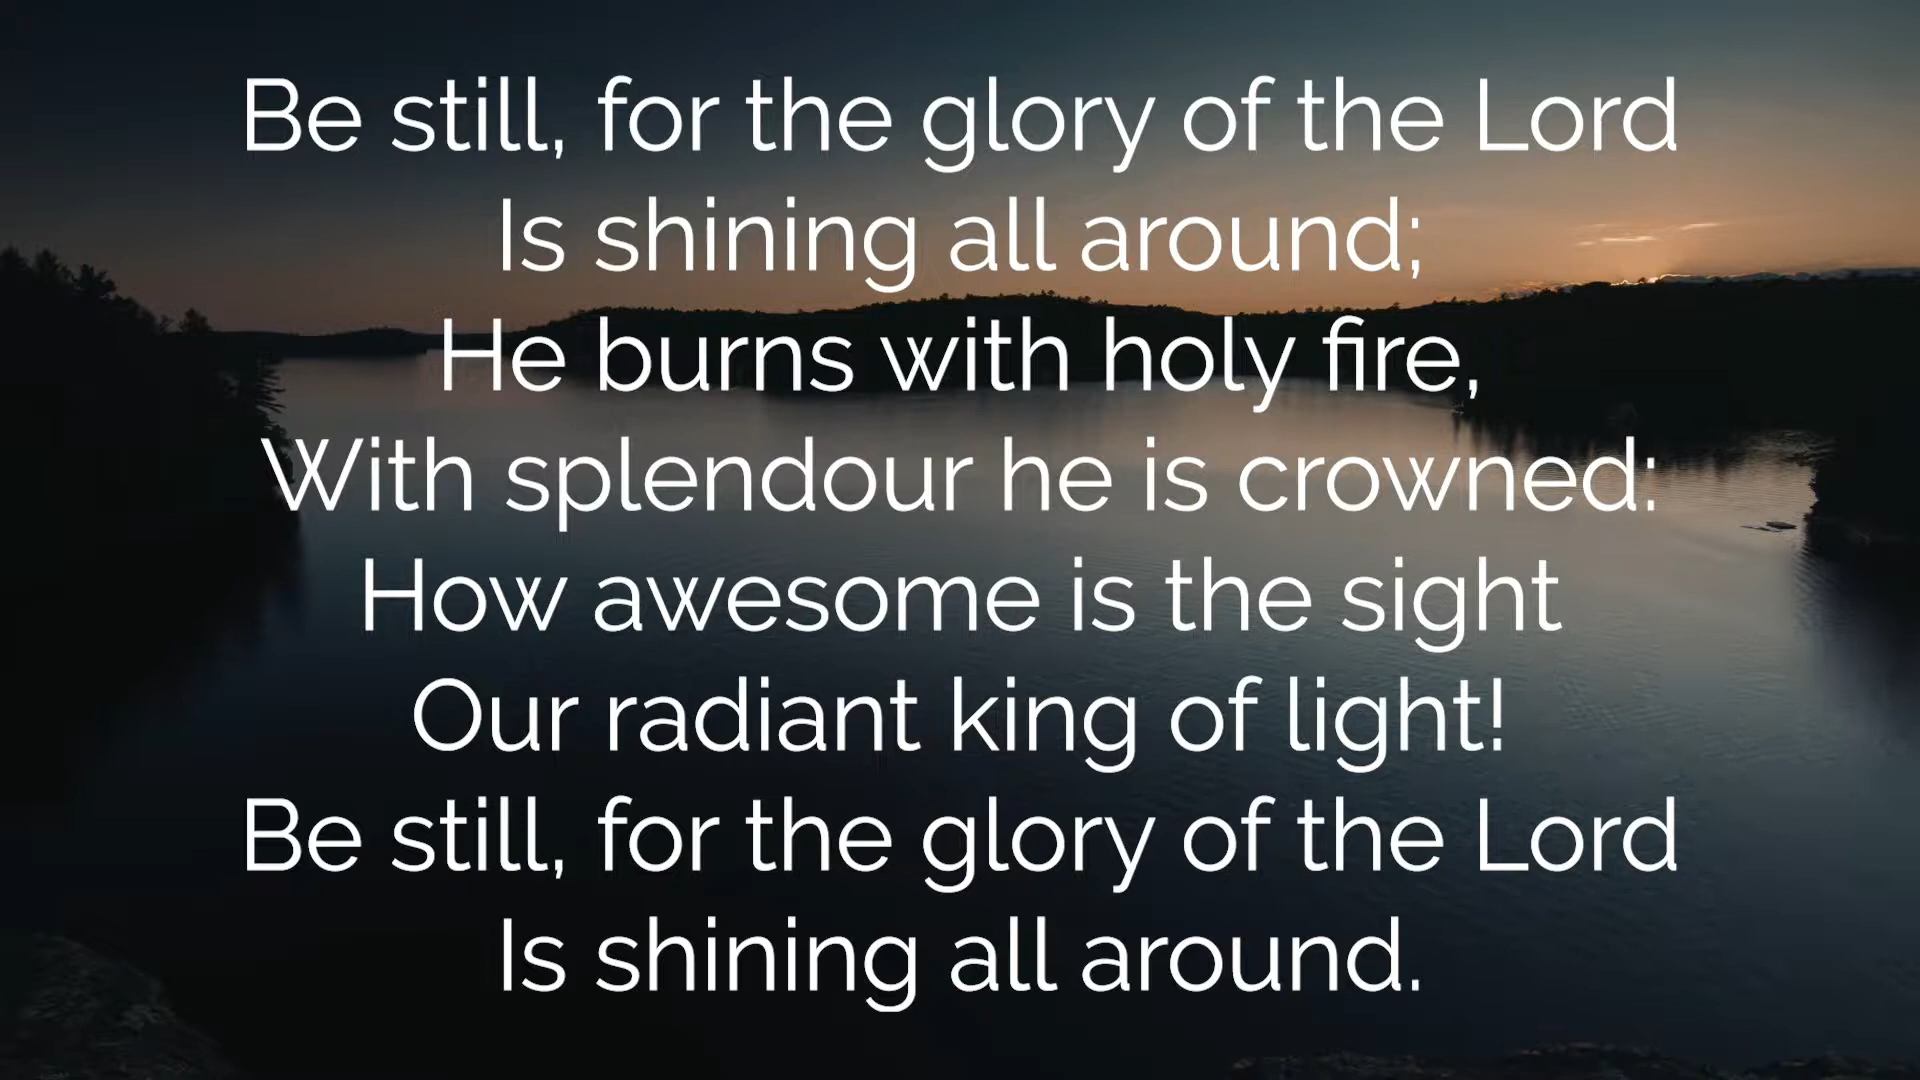 Be still, for the glory of the Lord
Is shining all around;
He burns with holy fire,
With splendour he is crowned:
How awesome is the sight
Our radiant king of light!
Be still, for the glory of the Lord
Is shining all around.